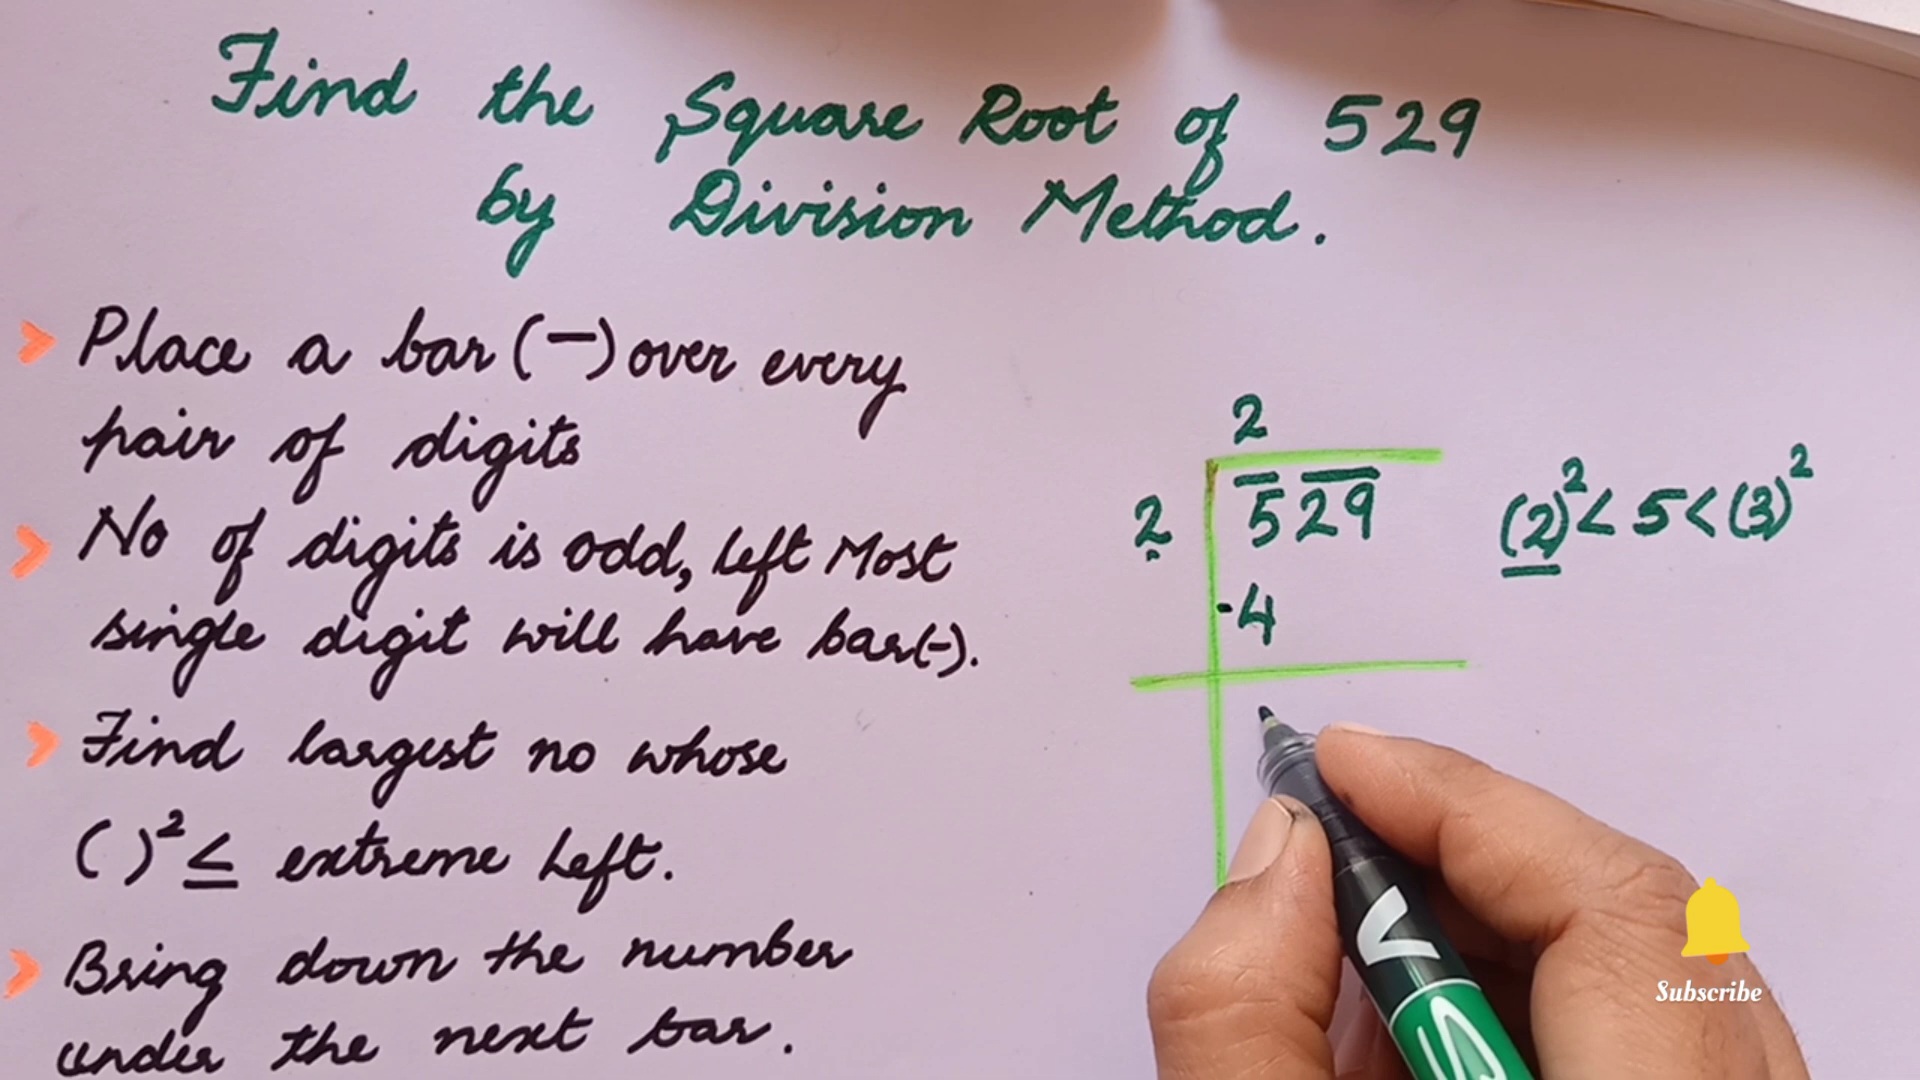 Find the Square Root of 529
by Division Method.
Place a bar (—) over every
pair of digits
No of digits is odd, left Most
single digit will have bar(-).
Find largest no whose
( )² ≤ extreme left.
Bring down the number
under the next bar.
2
2 529 (2)² < 5 < (3)²
-4
Subscribe